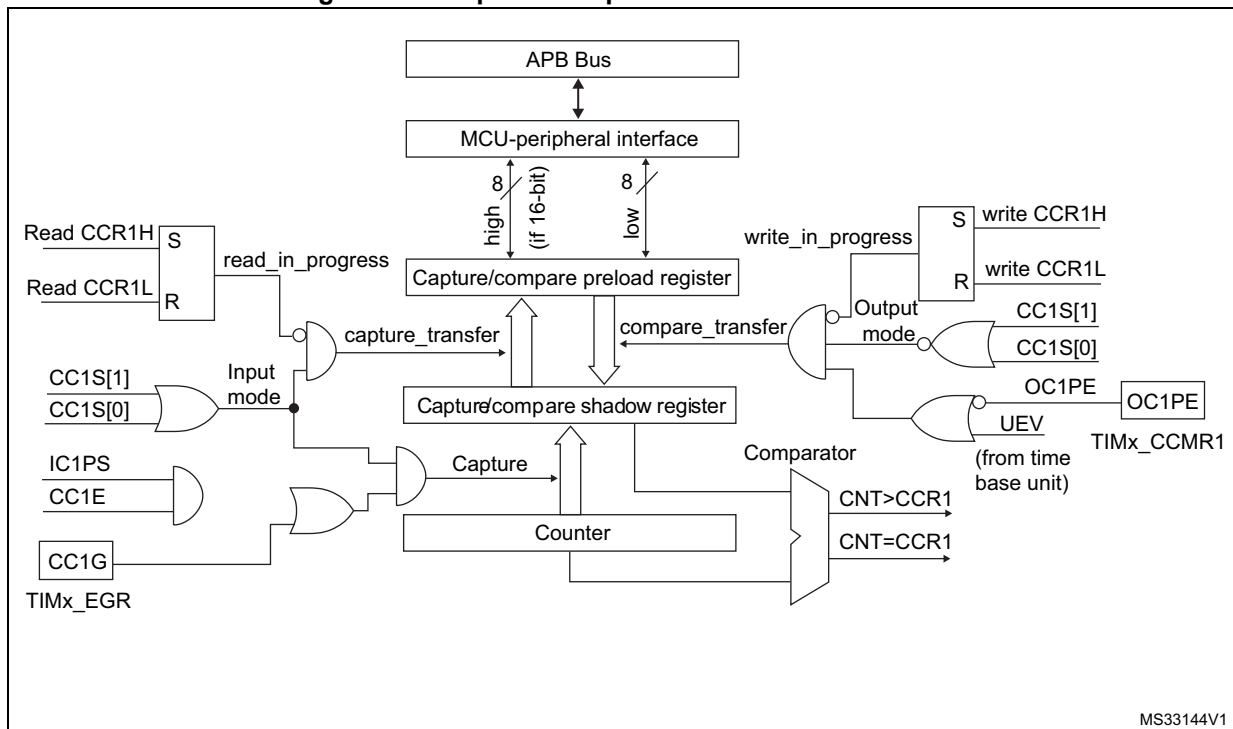 APB Bus
MCU-peripheral interface
8
high
(if 16-bit)
8
low
Read CCR1H
S
read_in_progress
Read CCR1L
R
write_in_progress
S
write CCR1H
R
write CCR1L
Capture/compare preload register
capture_transfer
compare_transfer
Output
mode
CC1S[1]
CC1S[0]
CC1S[1]
CC1S[0]
Input
mode
Capture/compare shadow register
OC1PE
OC1PE
UEV
TIMx_CCMR1
(from time
base unit)
IC1PS
CC1E
Capture
Comparator
CNT>CCR1
CNT=CCR1
Counter
CC1G
TIMx_EGR
MS33144V1